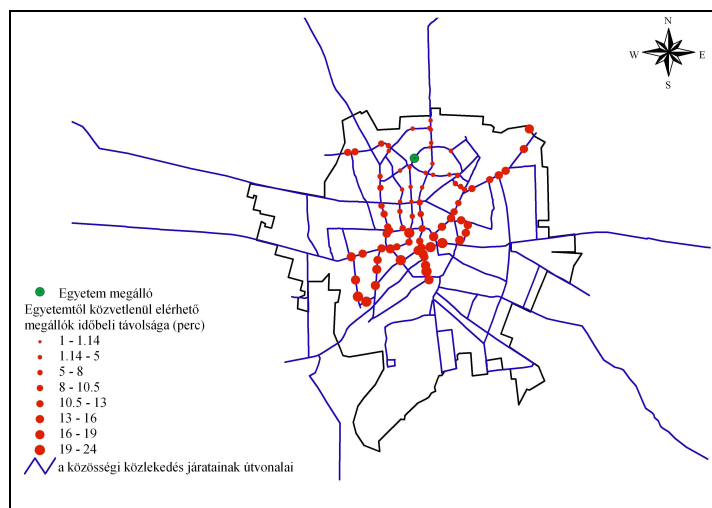 N
W E
S
Egyetem megálló
Egyetemtől közvetlenül elérhető
megállók időbeli távolsága (perc)
1 - 1.14
1.14 - 5
5 - 8
8 - 10.5
10.5 - 13
13 - 16
16 - 19
19 - 24
a közösségi közlekedés járatainak útvonalai